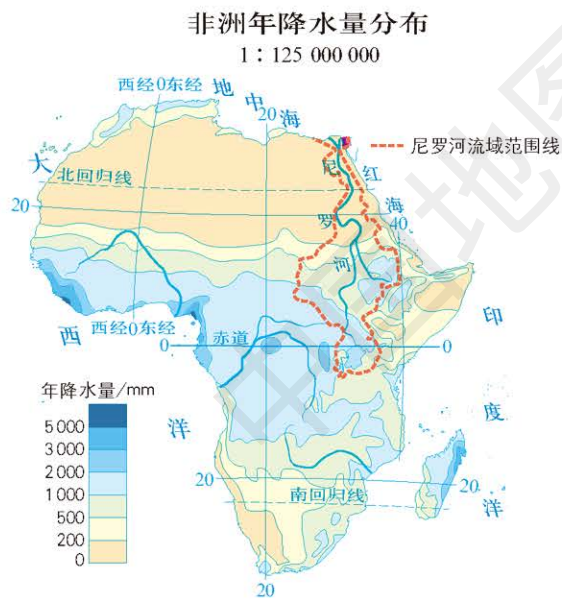 非洲年降水量分布
1：125 000 000
西经0东经
地中海
20
尼罗河流域范围线
大西洋
北回归线
尼罗河
红海
20
40
西经0东经
赤道
0
0
印度洋
年降水量/mm
5 000
3 000
2 000
1 000
500
200
0
20
南回归线
20
20
中国地图